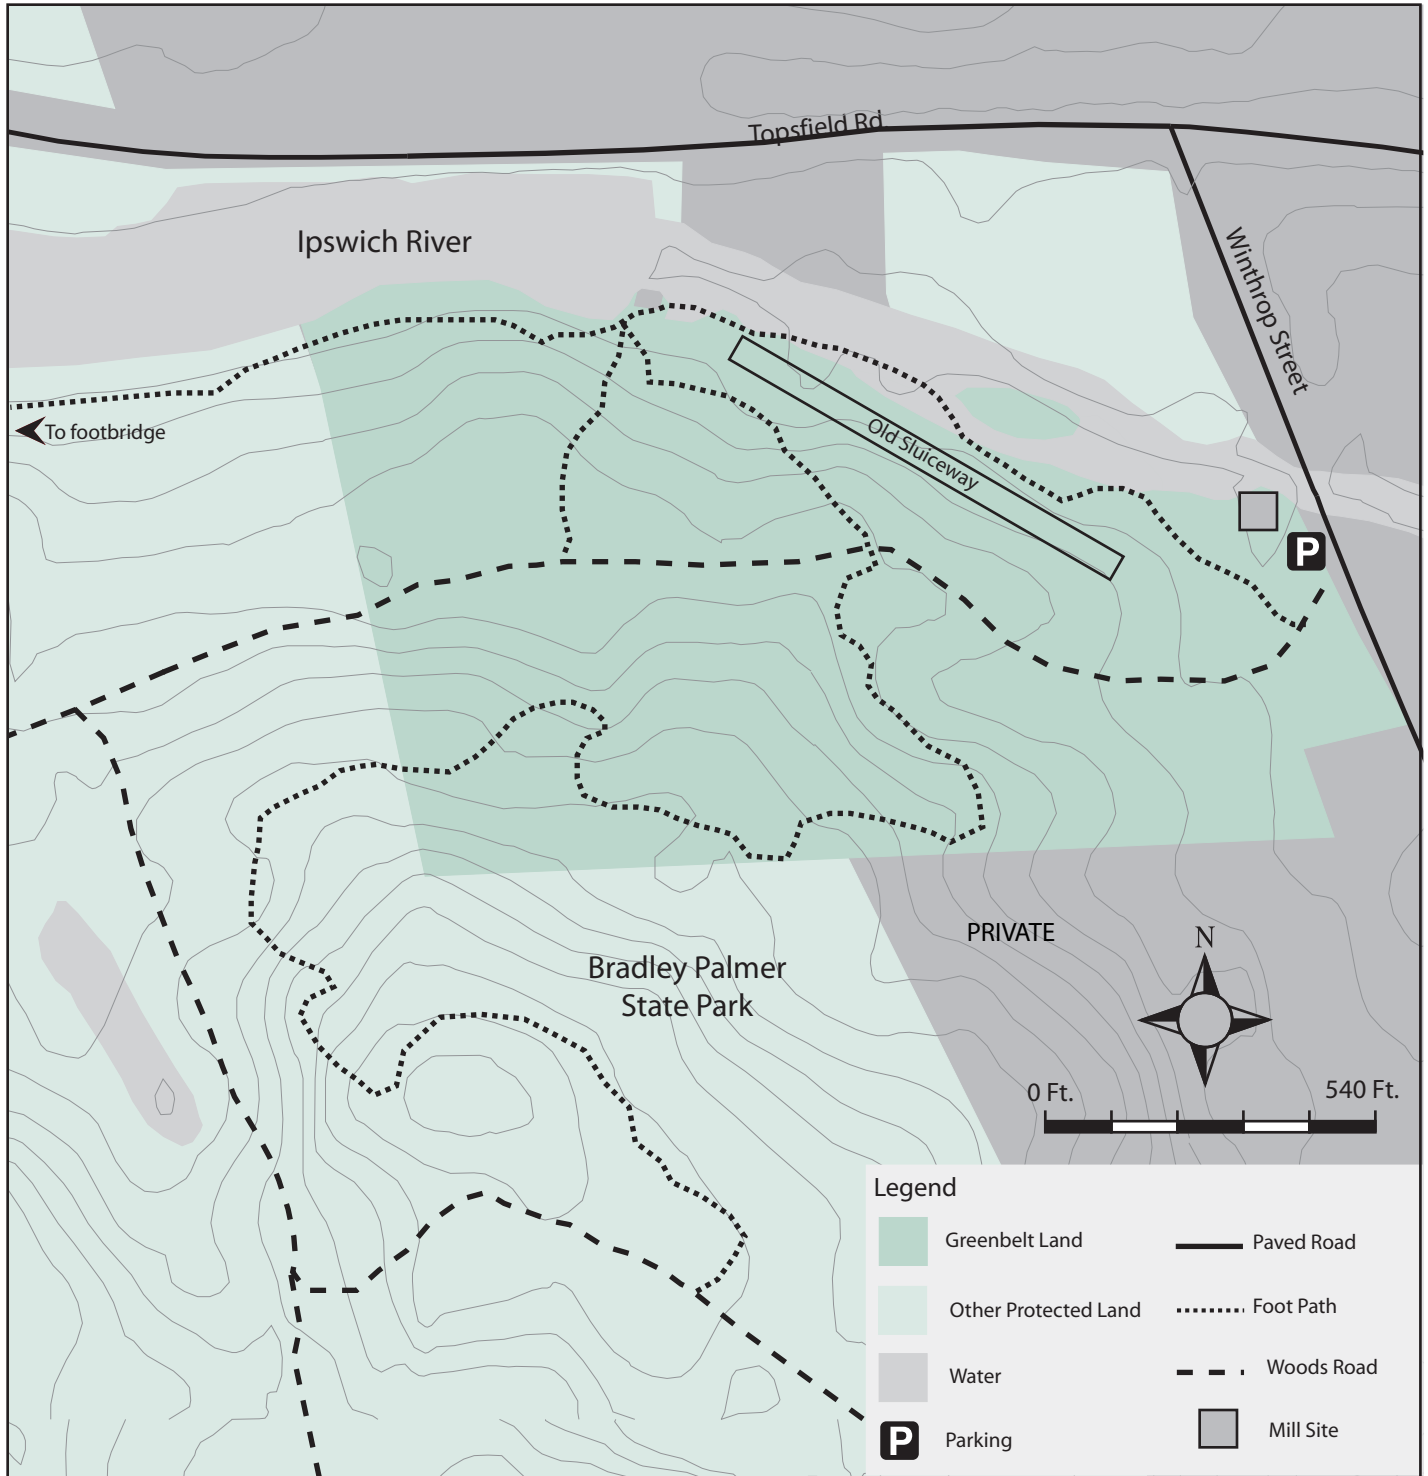 Topsfield Rd
Ipswich River
Winthrop Street
To footbridge
Old Sluiceway
P
PRIVATE
N
Bradley Palmer
State Park
0 Ft.
540 Ft.
Legend
Greenbelt Land
Paved Road
Other Protected Land
Foot Path
Water
Woods Road
P
Parking
Mill Site